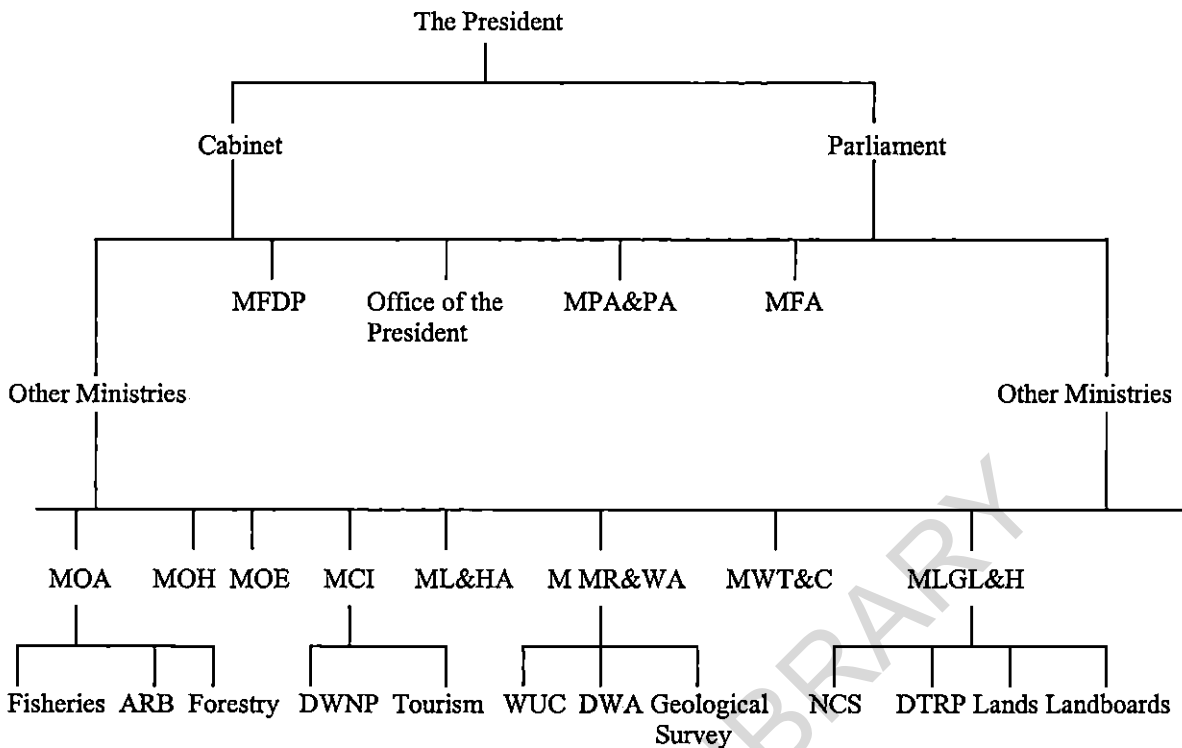 The President
Cabinet Parliament
MFDP Office of the President MPA&PA MFA
Other Ministries Other Ministries
MOA MOH MOE MCI ML&HA M MR&WA MWT&C MLGL&H
Fisheries ARB Forestry DWNP Tourism WUC DWA Geological Survey NCS DTRP Lands Landboards
BRARY